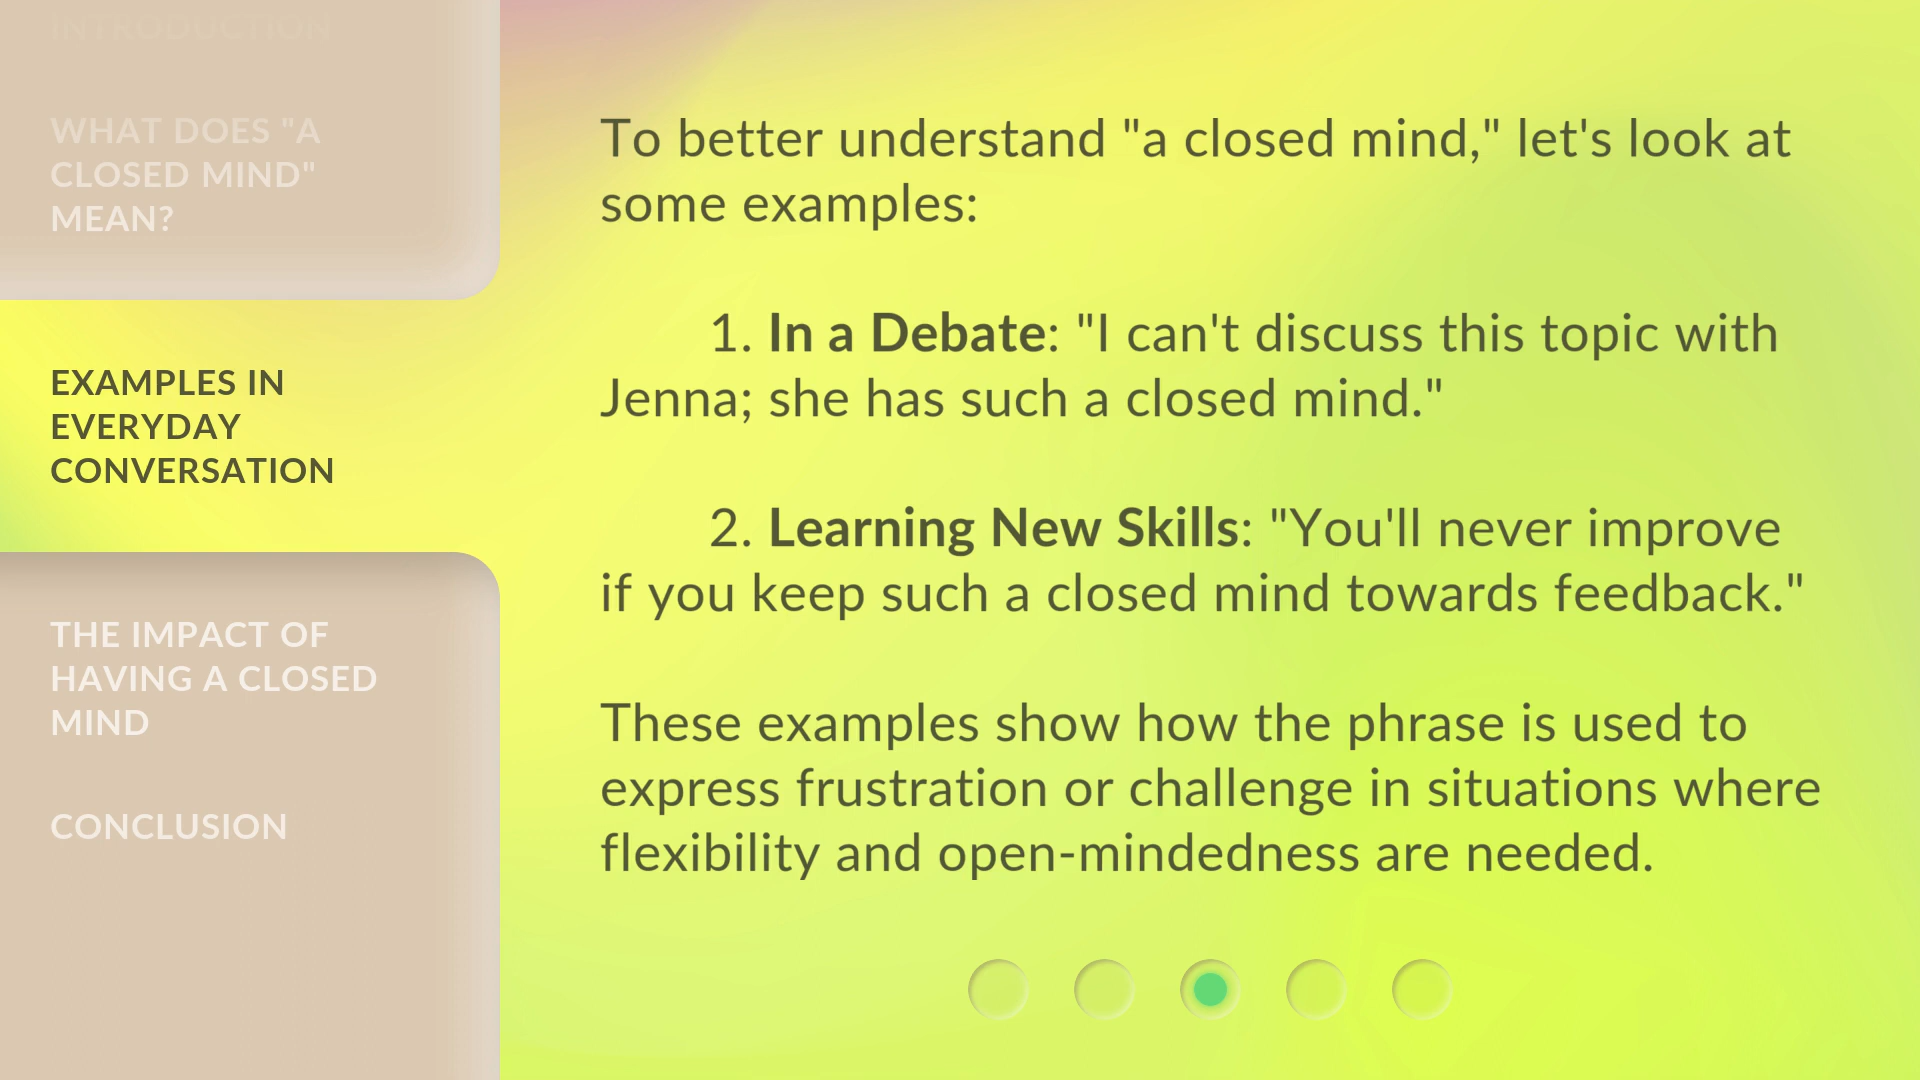 INTRODUCTION
WHAT DOES "A
CLOSED MIND"
MEAN?
EXAMPLES IN
EVERYDAY
CONVERSATION
THE IMPACT OF
HAVING A CLOSED
MIND
CONCLUSION
To better understand "a closed mind," let's look at
some examples:
1. In a Debate: "I can't discuss this topic with
Jenna; she has such a closed mind."
2. Learning New Skills: "You'll never improve
if you keep such a closed mind towards feedback."
These examples show how the phrase is used to
express frustration or challenge in situations where
flexibility and open-mindedness are needed.